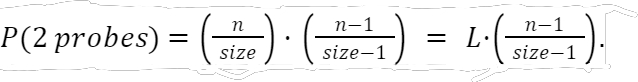 P(2 probes) = (n/size) · (n−1/size−1) = L·(n−1/size−1).